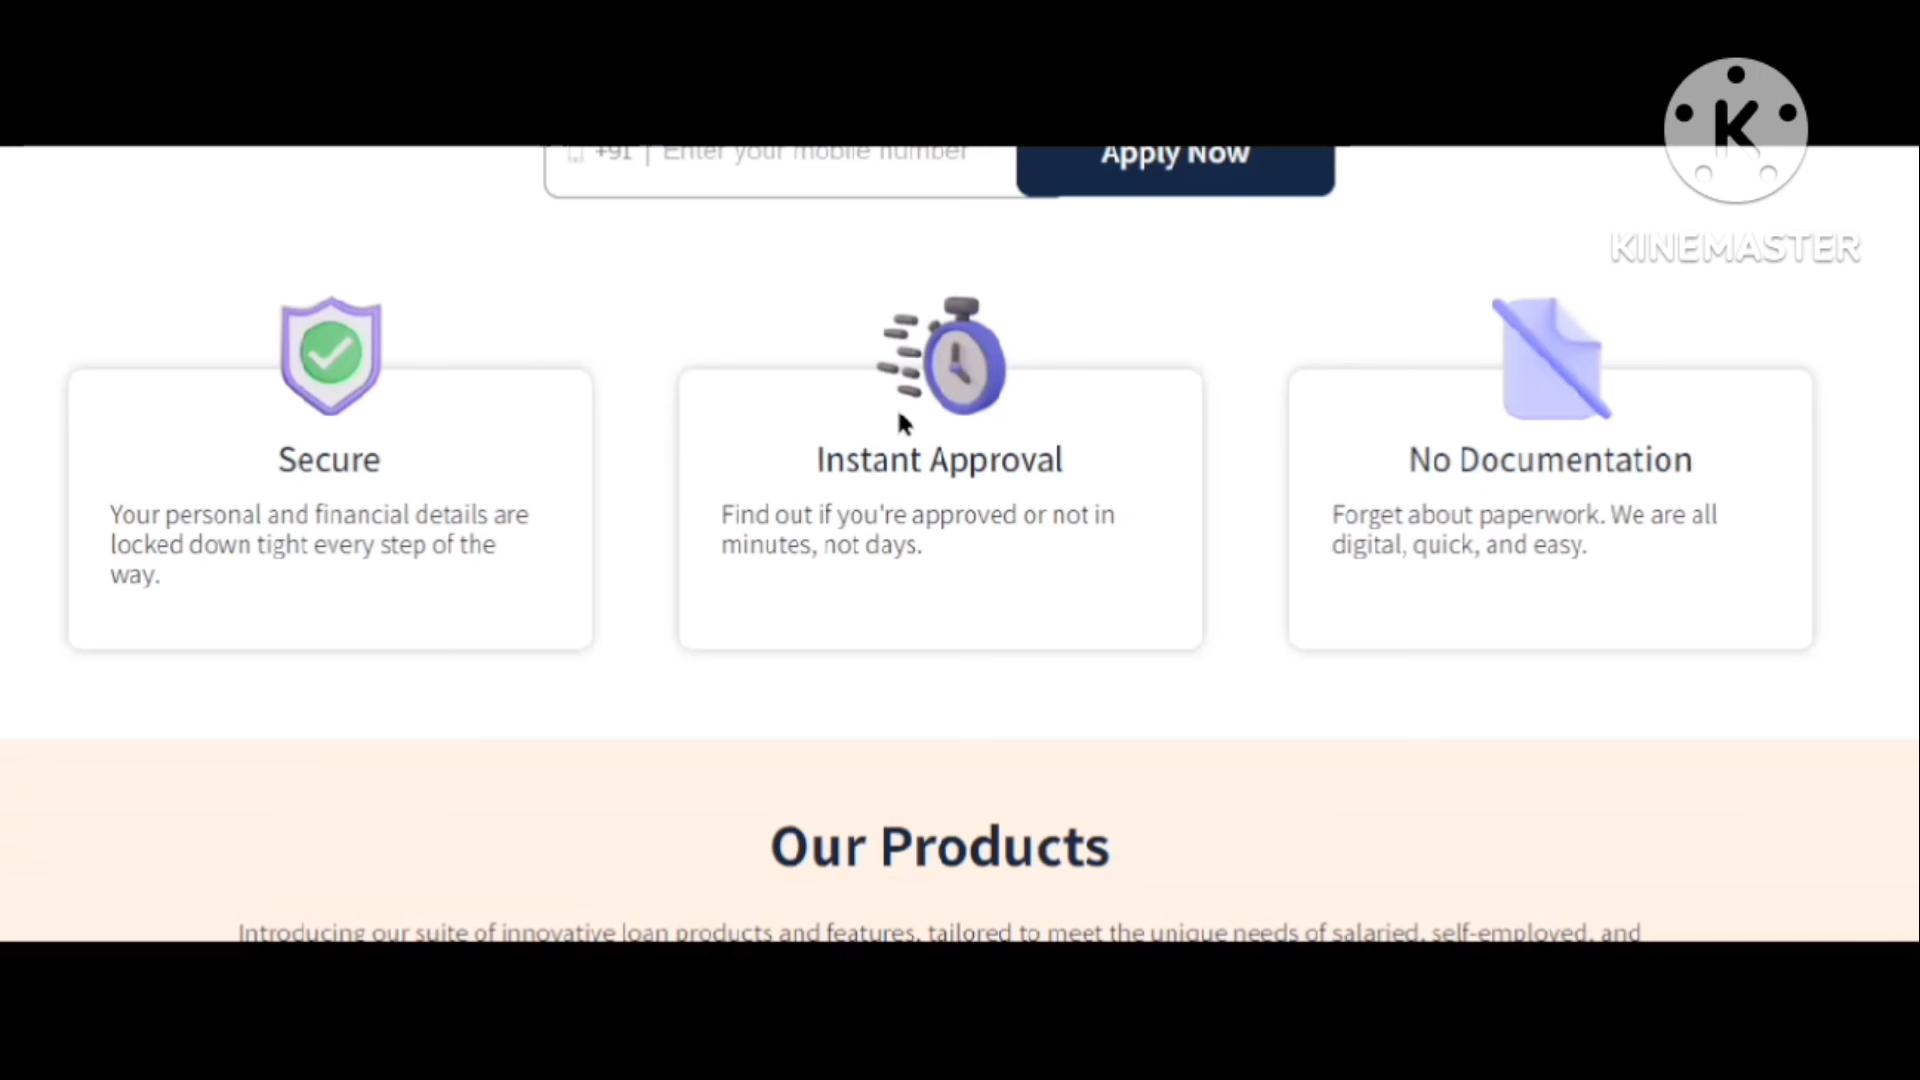 +91 | Enter your mobile number
Apply Now
K
KINEMASTER
Secure
Your personal and financial details are
locked down tight every step of the
way.
Instant Approval
Find out if you're approved or not in
minutes, not days.
No Documentation
Forget about paperwork. We are all
digital, quick, and easy.
Our Products
Introducing our suite of innovative loan products and features, tailored to meet the unique needs of salaried, self-employed, and